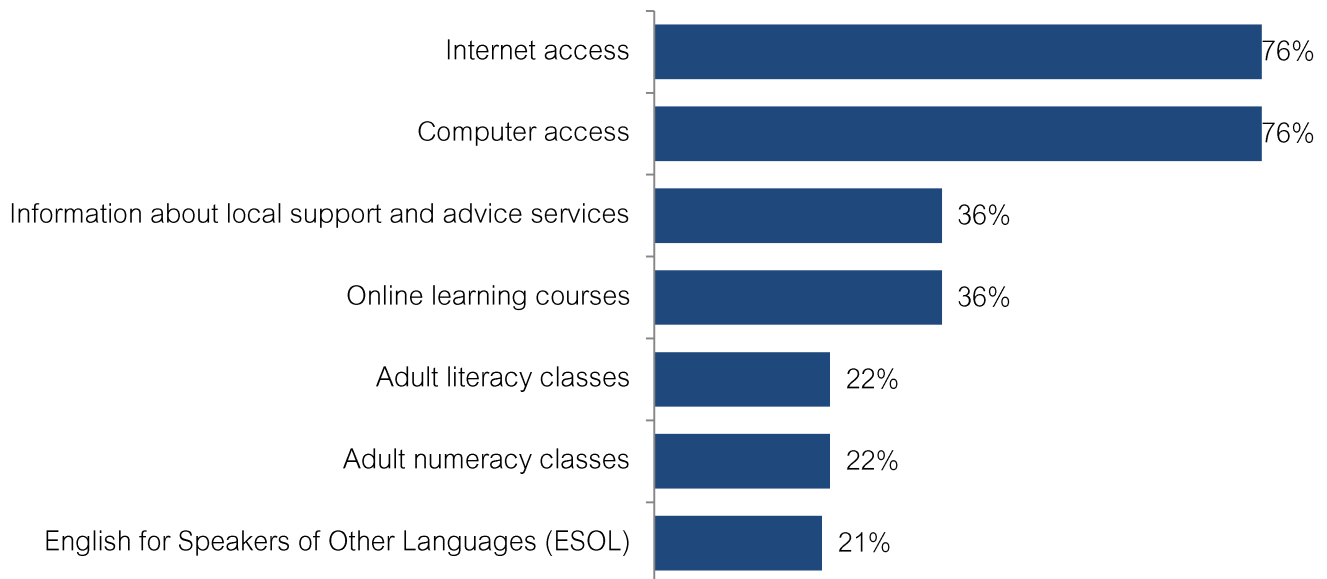 Internet access 76%
Computer access 76%
Information about local support and advice services 36%
Online learning courses 36%
Adult literacy classes 22%
Adult numeracy classes 22%
English for Speakers of Other Languages (ESOL) 21%